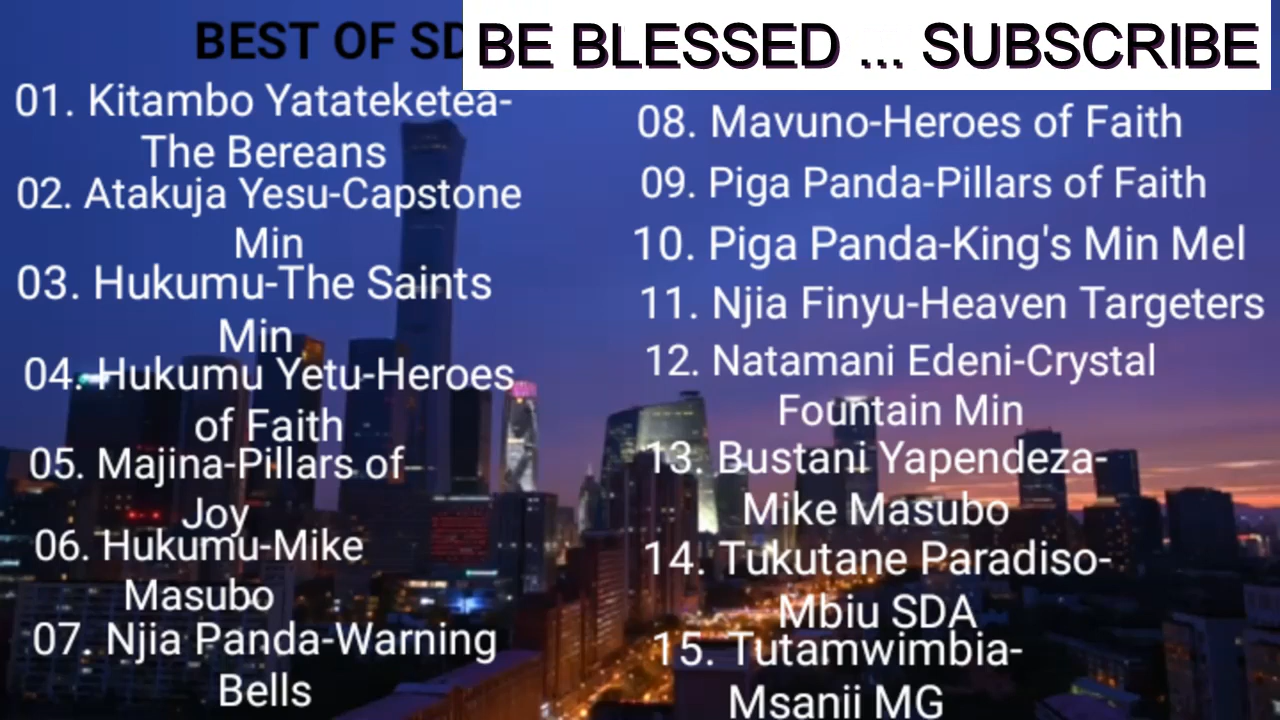 BEST OF SD
BE BLESSED ... SUBSCRIBE
01. Kitambo Yatateketea-
The Bereans
02. Atakuja Yesu-Capstone
Min
03. Hukumu-The Saints
Min
04. Hukumu Yetu-Heroes
of Faith
05. Majina-Pillars of
Joy
06. Hukumu-Mike
Masubo
07. Njia Panda-Warning
Bells
08. Mavuno-Heroes of Faith
09. Piga Panda-Pillars of Faith
10. Piga Panda-King's Min Mel
11. Njia Finyu-Heaven Targeters
12. Natamani Edeni-Crystal
Fountain Min
13. Bustani Yapendeza-
Mike Masubo
14. Tukutane Paradiso-
Mbiu SDA
15. Tutamwimbia-
Msanii MG